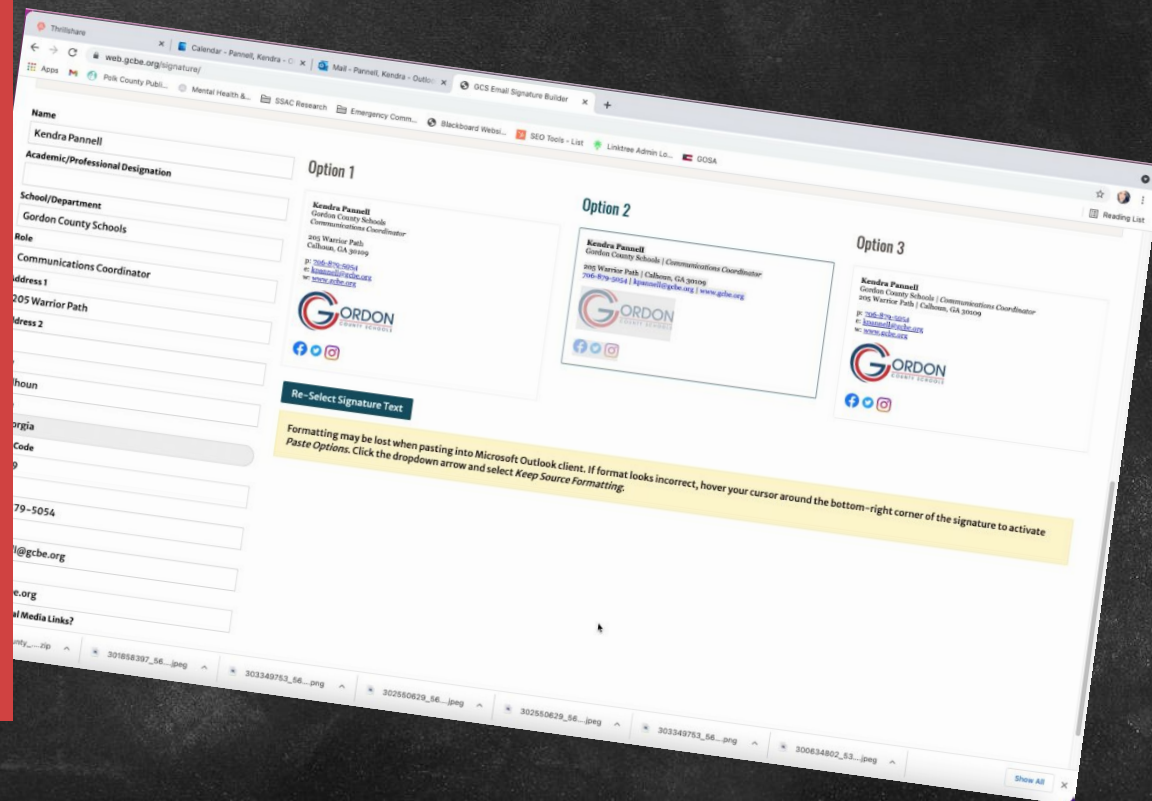 Thrillshare
Calendar - Pannell, Kendra - O
Mail - Pannell, Kendra - Outlo
GCS Email Signature Builder
web.gcbe.org/signature/
Apps
Polk County Publi...
Mental Health &...
SSAC Research
Emergency Comm...
Blackboard Websi...
SEO Tools - List
Linktree Admin Lo...
GOSA
Reading List
Name
Kendra Pannell
Academic/Professional Designation
School/Department
Gordon County Schools
Role
Communications Coordinator
ddress 1
205 Warrior Path
dress 2
lhoun
orgia
Code
9
79-5054
l@gcbe.org
e.org
al Media Links?
Option 1
Kendra Pannell
Gordon County Schools
Communications Coordinator
205 Warrior Path
Calhoun, GA 30109
p: 706-879-5054
e: kpannell@gcbe.org
w: www.gcbe.org
GORDON
COUNTY SCHOOLS
Option 2
Kendra Pannell
Gordon County Schools | Communications Coordinator
205 Warrior Path | Calhoun, GA 30109
706-879-5054 | kpannell@gcbe.org | www.gcbe.org
GORDON
COUNTY SCHOOLS
Option 3
Kendra Pannell
Gordon County Schools | Communications Coordinator
205 Warrior Path | Calhoun, GA 30109
p: 706-879-5054
e: kpannell@gcbe.org
w: www.gcbe.org
GORDON
COUNTY SCHOOLS
Re-Select Signature Text
Formatting may be lost when pasting into Microsoft Outlook client. If format looks incorrect, hover your cursor around the bottom-right corner of the signature to activate
Paste Options. Click the dropdown arrow and select Keep Source Formatting.
unty_....zip
301858397_56....jpeg
303349753_56....png
302550629_56....jpeg
302550629_56....jpeg
303349753_56....png
300634802_53....jpeg
Show All